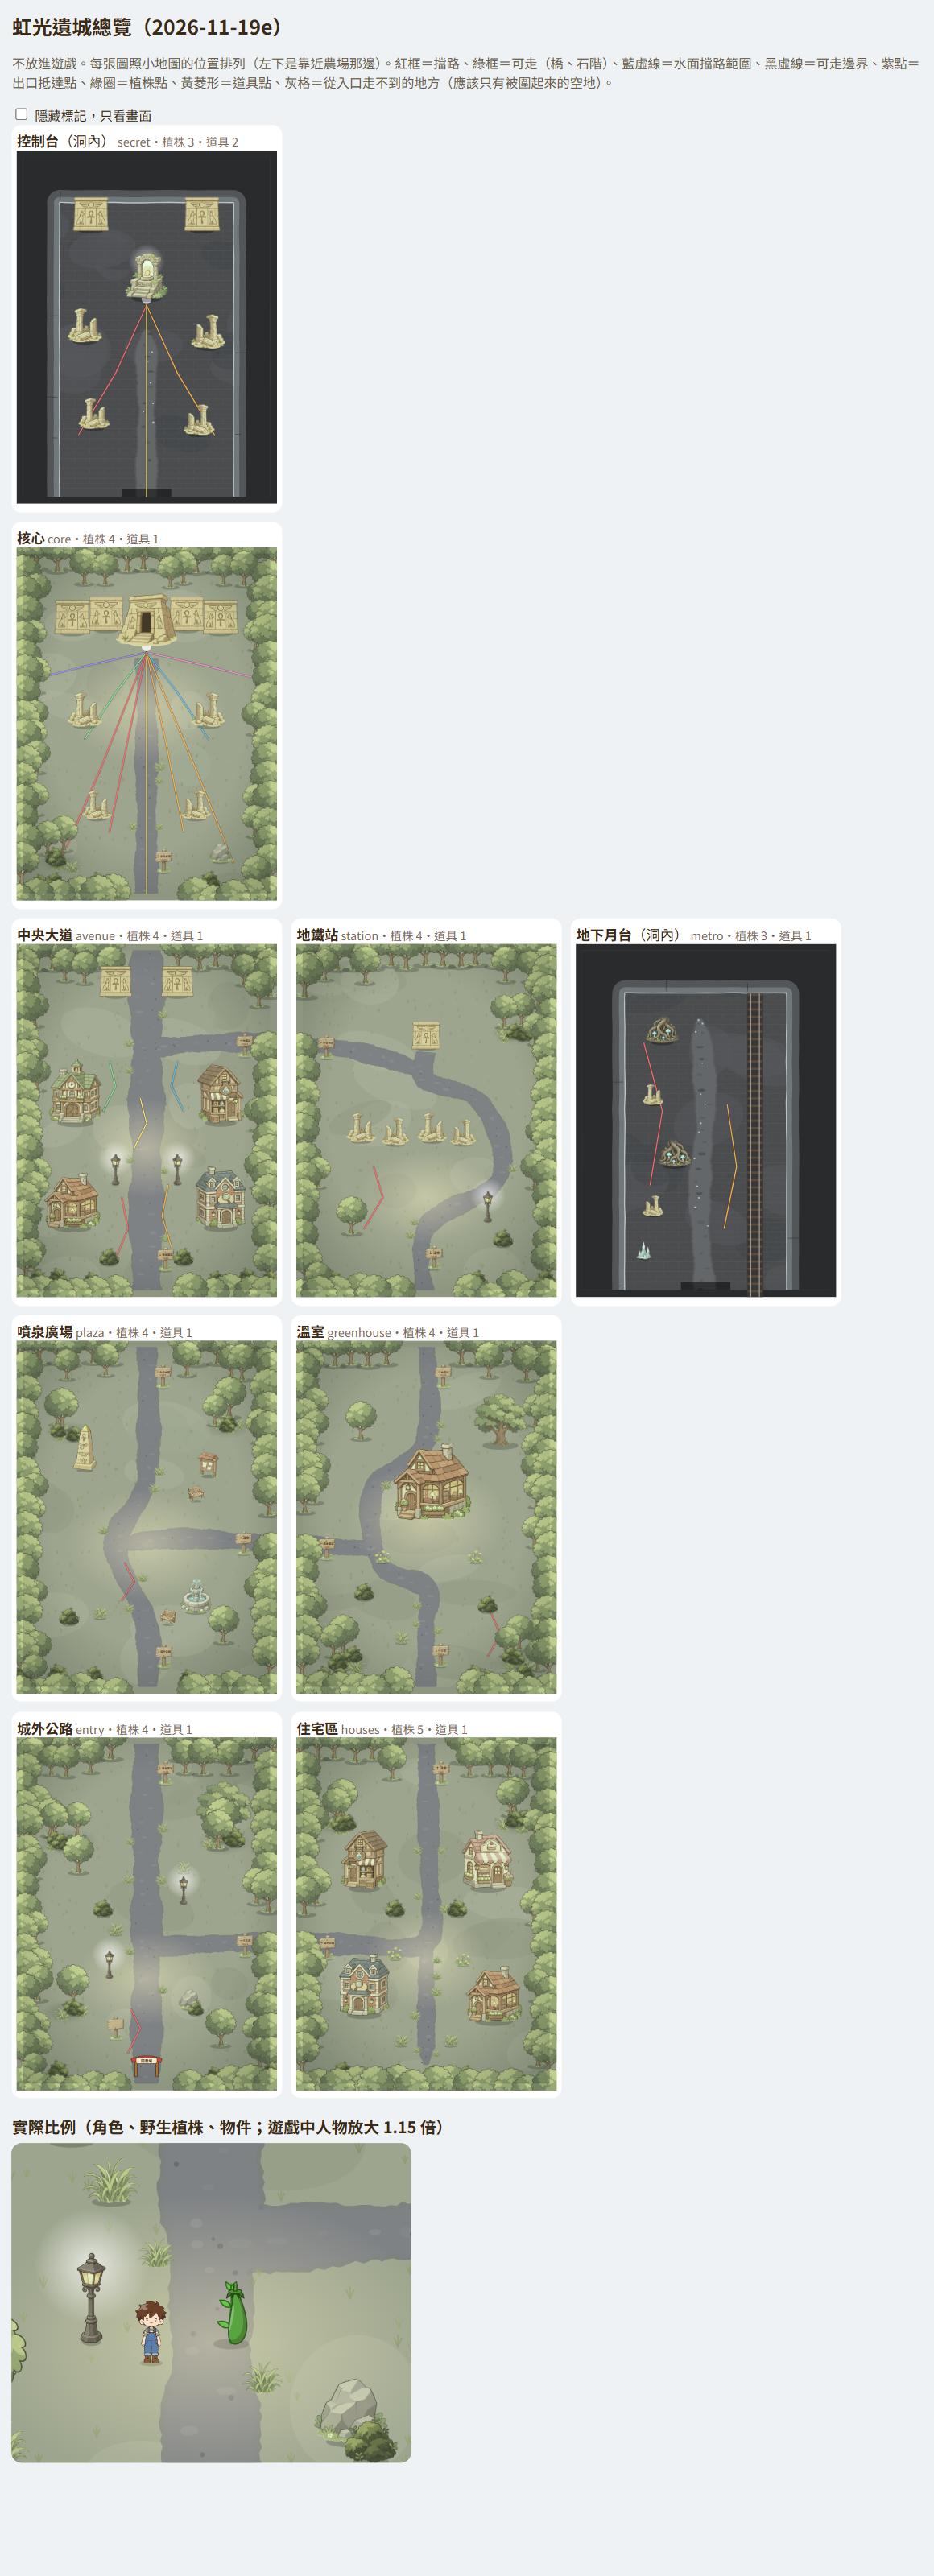 虹光遺城總覽（2026-11-19e）
不放進遊戲。每張圖照小地圖的位置排列（左下是靠近農場那邊）。紅框＝擋路、綠框＝可走（橋、石階）、藍虛線＝水面擋路範圍、黑虛線＝可走邊界、紫點＝
出口抵達點、綠圈＝植株點、黃菱形＝道具點、灰格＝從入口走不到的地方（應該只有被圍起來的空地）。
隱藏標記，只看畫面
控制台（洞內） secret・植株 3・道具 2
核心 core・植株 4・道具 1
中央大道 avenue・植株 4・道具 1
地鐵站 station・植株 4・道具 1
地下月台（洞內） metro・植株 3・道具 1
噴泉廣場 plaza・植株 4・道具 1
溫室 greenhouse・植株 4・道具 1
城外公路 entry・植株 4・道具 1
住宅區 houses・植株 5・道具 1
實際比例（角色、野生植株、物件；遊戲中人物放大 1.15 倍）